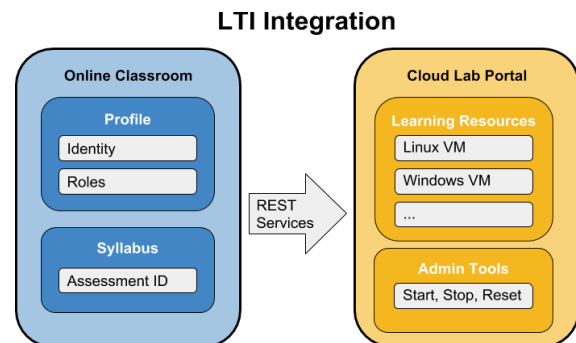 LTI Integration
Online Classroom
Profile
Identity
Roles
Syllabus
Assessment ID
REST
Services
Cloud Lab Portal
Learning Resources
Linux VM
Windows VM
...
Admin Tools
Start, Stop, Reset